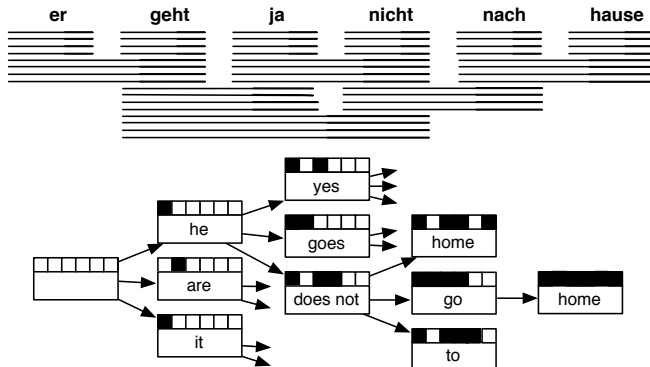 er geht ja nicht nach hause
yes
he
goes
home
are
does not
go
home
it
to